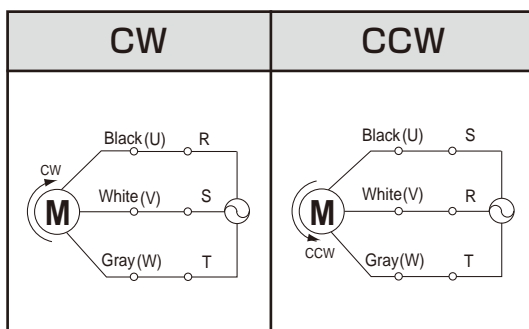 CW CCW
Black(U) R
CW
White(V) S
M
Gray(W) T
Black(U) S
White(V) R
M
CCW
Gray(W) T